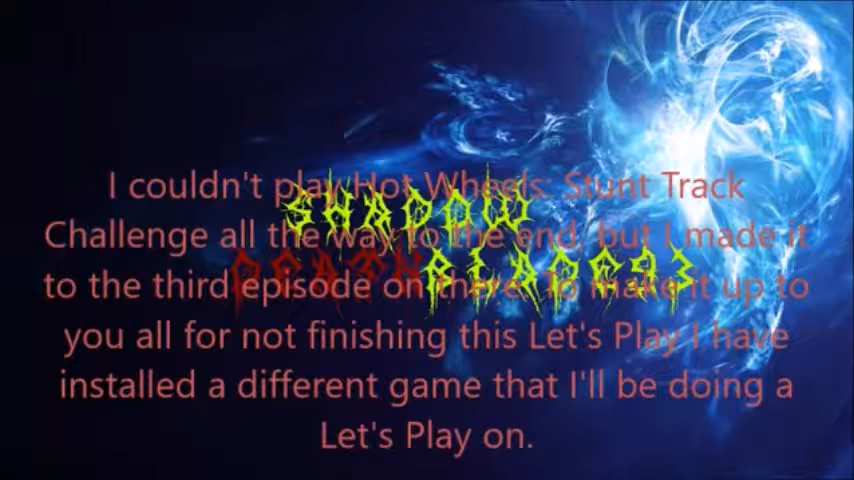 I couldn't play Hot Wheels: Stunt Track
Challenge all the way to the end, but I made it
to the third episode on there. To make it up to
you all for not finishing this Let's Play I have
installed a different game that I'll be doing a
Let's Play on.
SHADOW
DEATHBLADE93